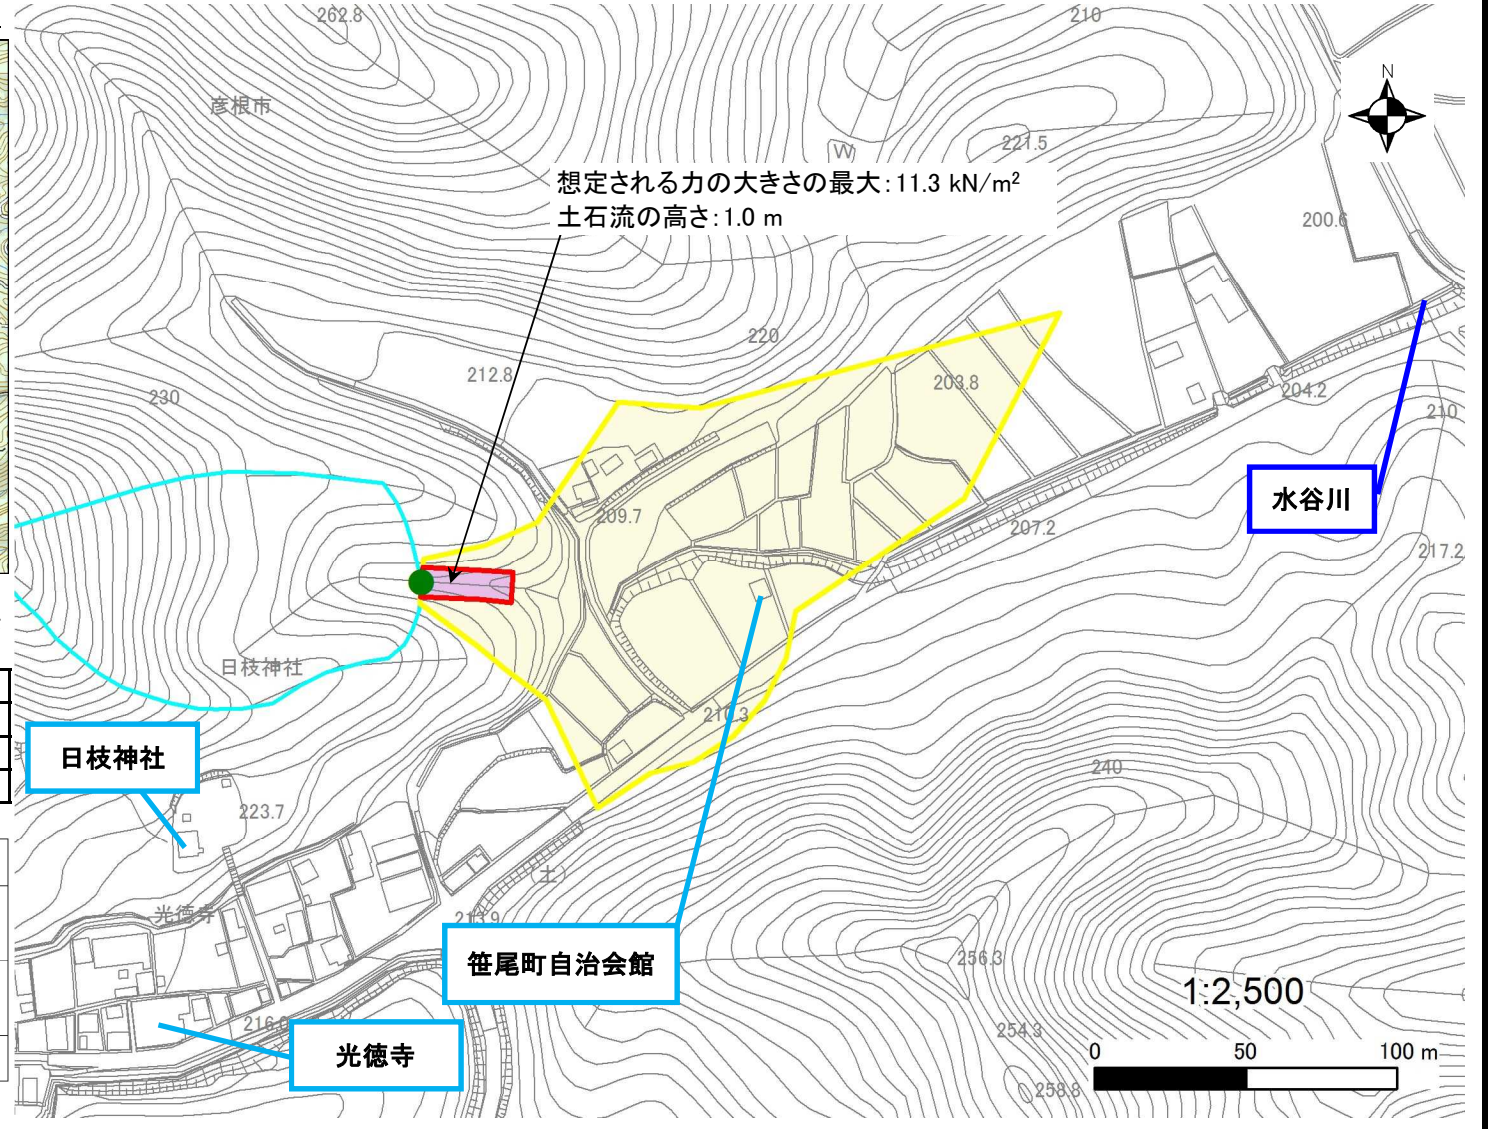 262.8
210
N
彦根市
221.5
W
想定される力の大きさの最大：11.3 kN/m²
土石流の高さ：1.0 m
200.6
220
212.8
203.8
230
204.2
210
水谷川
209.7
207.2
217.2
日枝神社
210.3
日枝神社
240
223.7
(土)
光徳寺
213.9
笹尾町自治会館
256.3
1:2,500
216.0
254.3
光徳寺
0 50 100 m
258.8